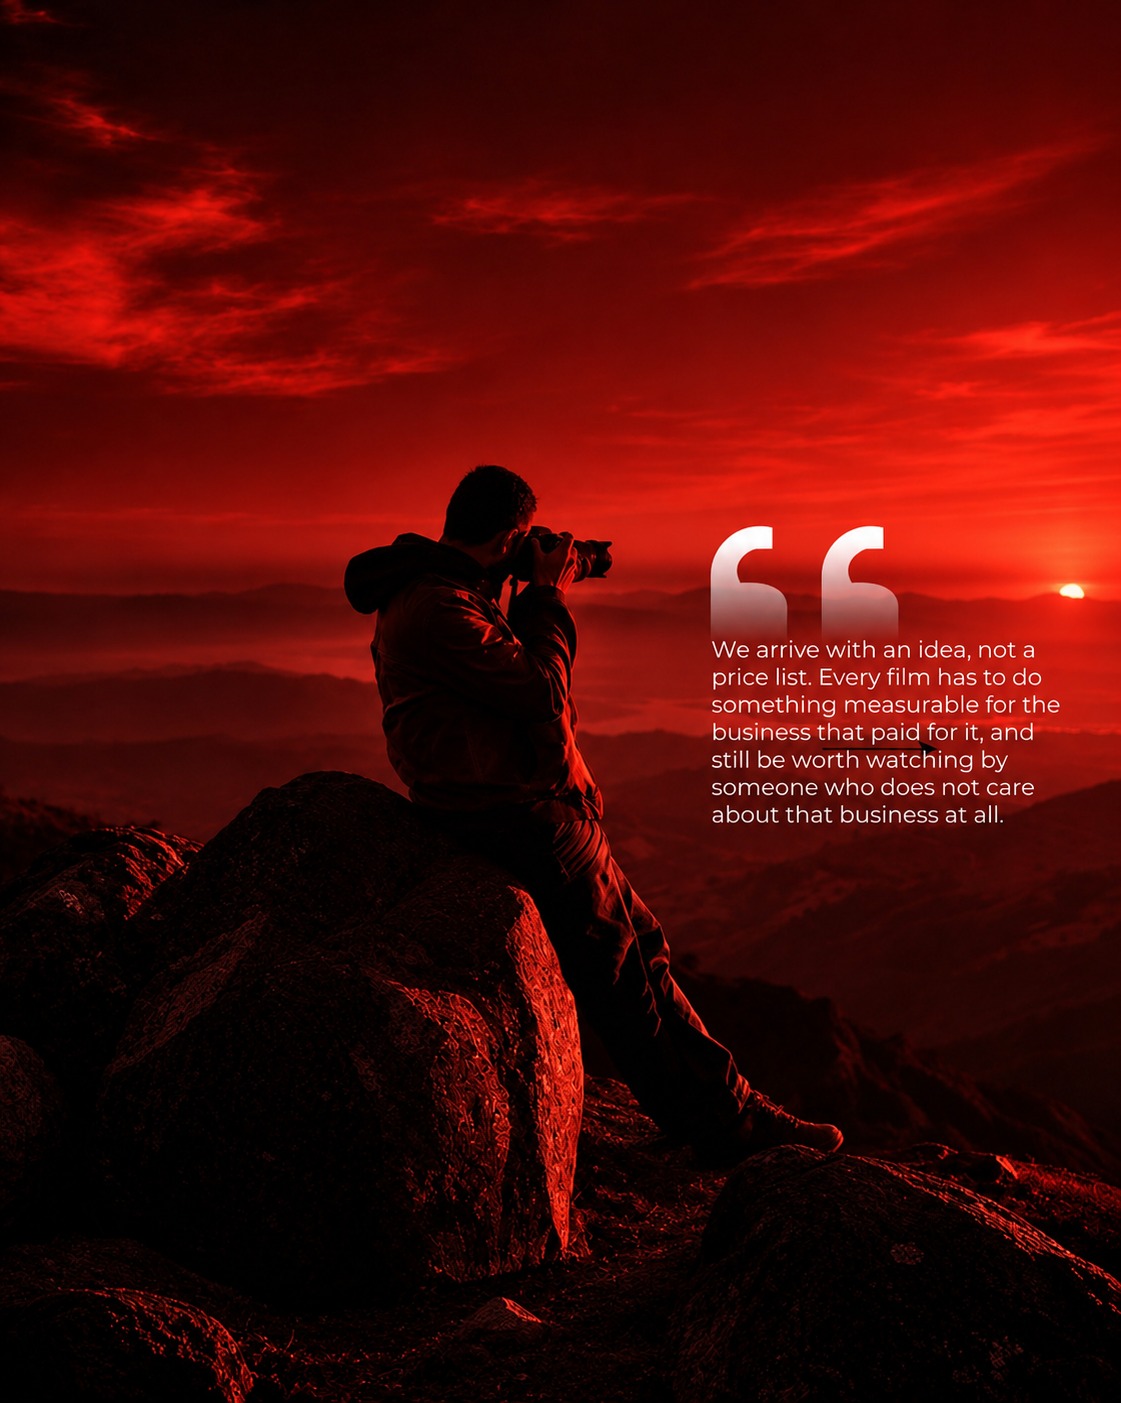 We arrive with an idea, not a
price list. Every film has to do
something measurable for the
business that paid for it, and
still be worth watching by
someone who does not care
about that business at all.